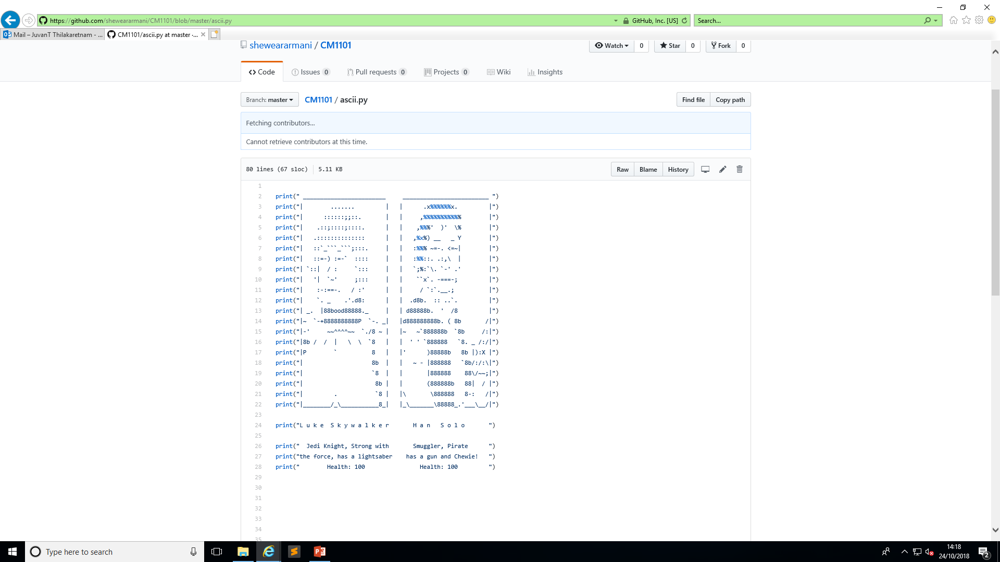 https://github.com/sheweararmani/CM1101/blob/master/ascii.py
GitHub, Inc. [US]
Search...
Mail – JuvanT Thilakaretnam - ...
CM1101/ascii.py at master ·...
sheweararmani / CM1101
Watch 0 Star 0 Fork 0
Code Issues 0 Pull requests 0 Projects 0 Wiki Insights
Branch: master CM1101 / ascii.py Find file Copy path
Fetching contributors...
Cannot retrieve contributors at this time.
80 lines (67 sloc) 5.11 KB Raw Blame History
1
2 print(" ________________________     _________________________ ")
3 print("|        .......         |   |      .x%%%%%%x.         |")
4 print("|      ::::::;;::.       |   |     ,%%%%%%%%%%%        |")
5 print("|    .::;::::;::::.      |   |    ,%%%'  )'  \%        |")
6 print("|   .::::::::::::::      |   |   ,%x%) __   _ Y        |")
7 print("|   ::`_```_```;:::.     |   |   :%%% ~=-. <=~|        |")
8 print("|   ::=-) :=-`  ::::     |   |   :%%::. .:,\  |        |")
9 print("| `::|  / :     `:::     |   |   `;%:`\. `-' .'        |")
10 print("|   '|  `~'     ;:::     |   |    ``x`. -===-;         |")
11 print("|    :-:==-.   / :'      |   |     / `:`.__.;          |")
12 print("|    `. _    .'.d8:      |   |  .d8b.  :: ..`.         |")
13 print("| _.  |88bood88888._     |   | d88888b.  '  /8         |")
14 print("|~  `-+8888888888P  `-. _|   |d888888888b. ( 8b       /|")
15 print("|-'     ~~^^^^~~  `./8 ~ |   |~   ~`888888b  `8b     /:|")
16 print("|8b /  /  |   \  \  `8   |   |  ' ' `888888   `8. _ /:/|")
17 print("|P        `          8   |   |'      )88888b   8b |):X |")
18 print("|                    8b  |   |   ~ - |888888   `8b/:/:\|")
19 print("|                    `8  |   |       |888888    88\/~~;|")
20 print("|                     8b |   |       (888888b   88|  / |")
21 print("|         .           `8 |   |\       \888888   8-:   /|")
22 print("|________/_\___________8_|   |_\_______\88888_.'___\__/|")
23
24 print("L u k e  S k y w a l k e r       H a n   S o l o       ")
25
26 print("  Jedi Knight, Strong with       Smuggler, Pirate      ")
27 print("the force, has a lightsaber    has a gun and Chewie!   ")
28 print("        Health: 100                Health: 100         ")
29
30
31
32
33
34
35
Type here to search
14:18
24/10/2018
2